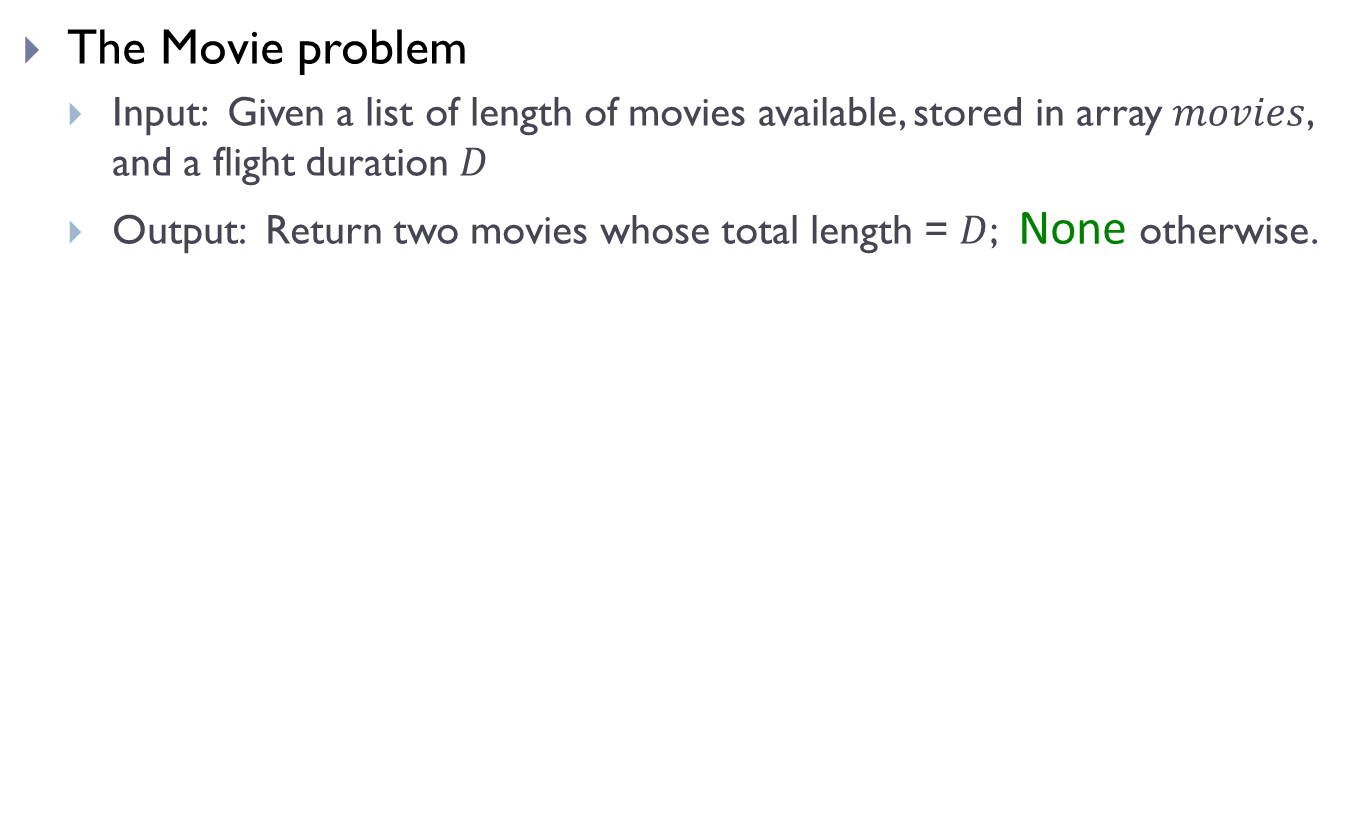 The Movie problem
Input: Given a list of length of movies available, stored in array movies,
and a flight duration D
Output: Return two movies whose total length = D; None otherwise.